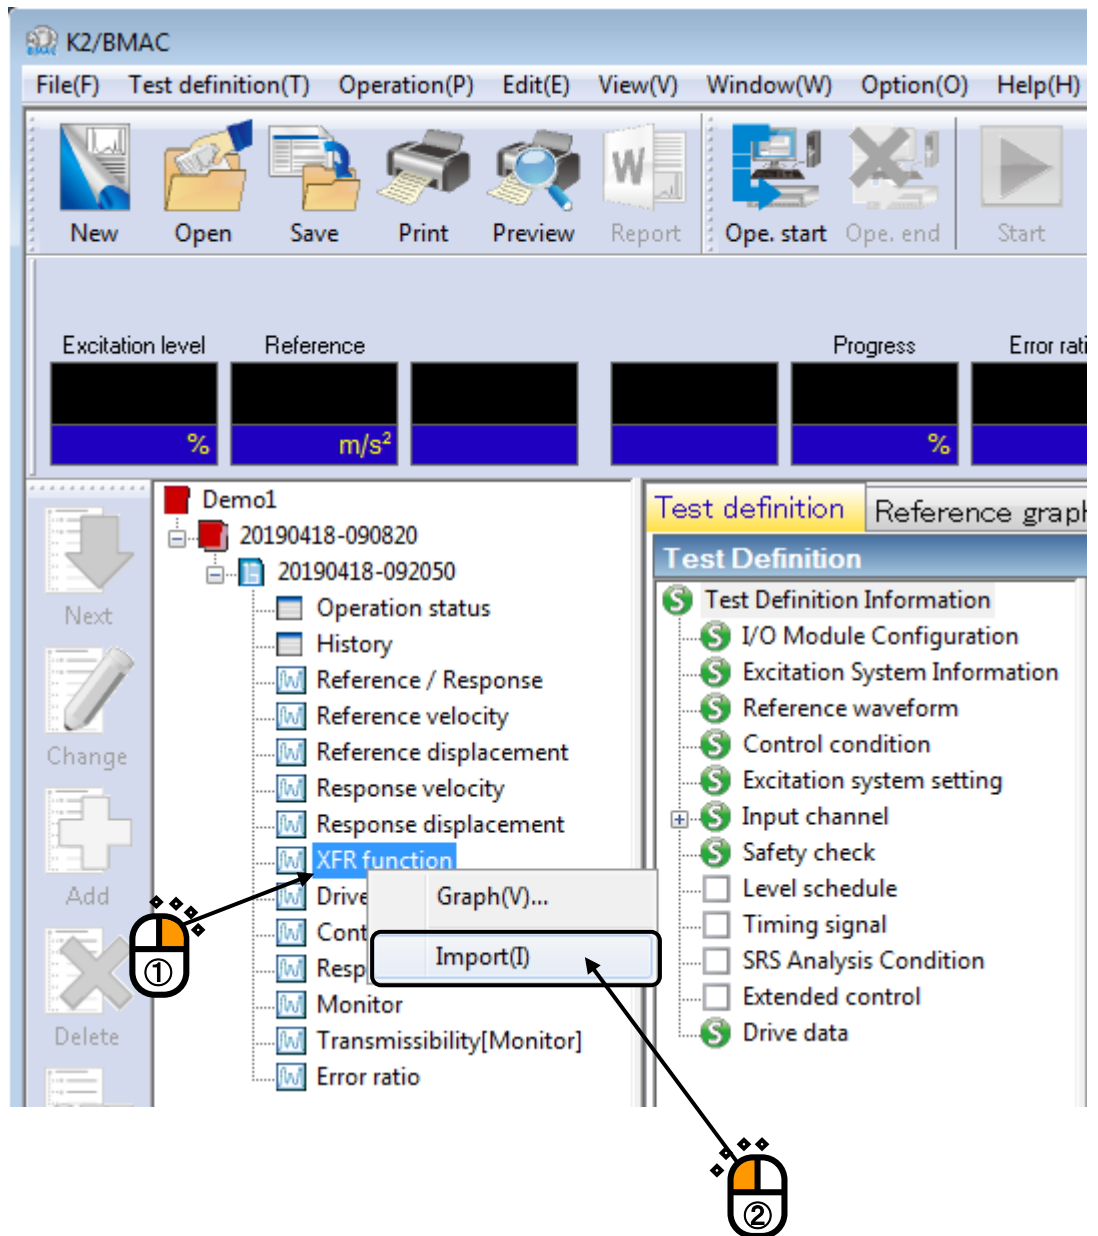 K2/BMAC
File(F) Test definition(T) Operation(P) Edit(E) View(V) Window(W) Option(O) Help(H)
New Open Save Print Preview Report Ope. start Ope. end Start
Excitation level Reference Progress Error rati
% m/s² %
Next
Change
Add
Delete
Demo1
20190418-090820
20190418-092050
Operation status
History
Reference / Response
Reference velocity
Reference displacement
Response velocity
Response displacement
XFR function
Drive
Cont
Resp
Monitor
Transmissibility[Monitor]
Error ratio
Graph(V)...
Import(I)
①
②
Test definition Reference graph
Test Definition
Test Definition Information
I/O Module Configuration
Excitation System Information
Reference waveform
Control condition
Excitation system setting
Input channel
Safety check
Level schedule
Timing signal
SRS Analysis Condition
Extended control
Drive data